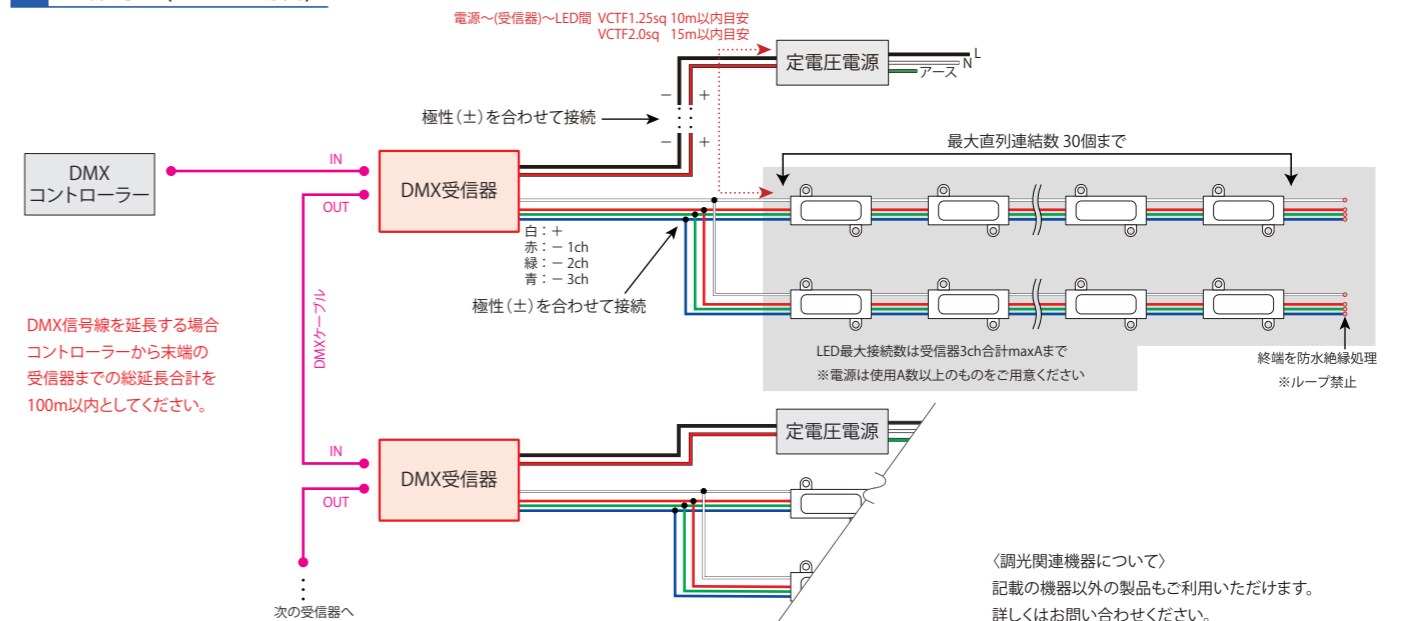 電源～(受信器)～LED間 VCTF1.25sq 10m以内目安
VCTF2.0sq 15m以内目安
定電圧電源
L
N
アース
－ ＋
極性（±）を合わせて接続
－ ＋
最大直列連結数 30個まで
DMX
コントローラー
IN
OUT
DMX受信器
白：＋
赤：－ 1ch
緑：－ 2ch
青：－ 3ch
極性（±）を合わせて接続
DMXケーブル
DMX信号線を延長する場合
コントローラーから末端の
受信器までの総延長合計を
100m以内としてください。
LED最大接続数は受信器3ch合計maxAまで
※電源は使用A数以上のものをご用意ください
終端を防水絶縁処理
※ループ禁止
定電圧電源
IN
OUT
DMX受信器
次の受信器へ
〈調光関連機器について〉
記載の機器以外の製品もご利用いただけます。
詳しくはお問い合わせください。